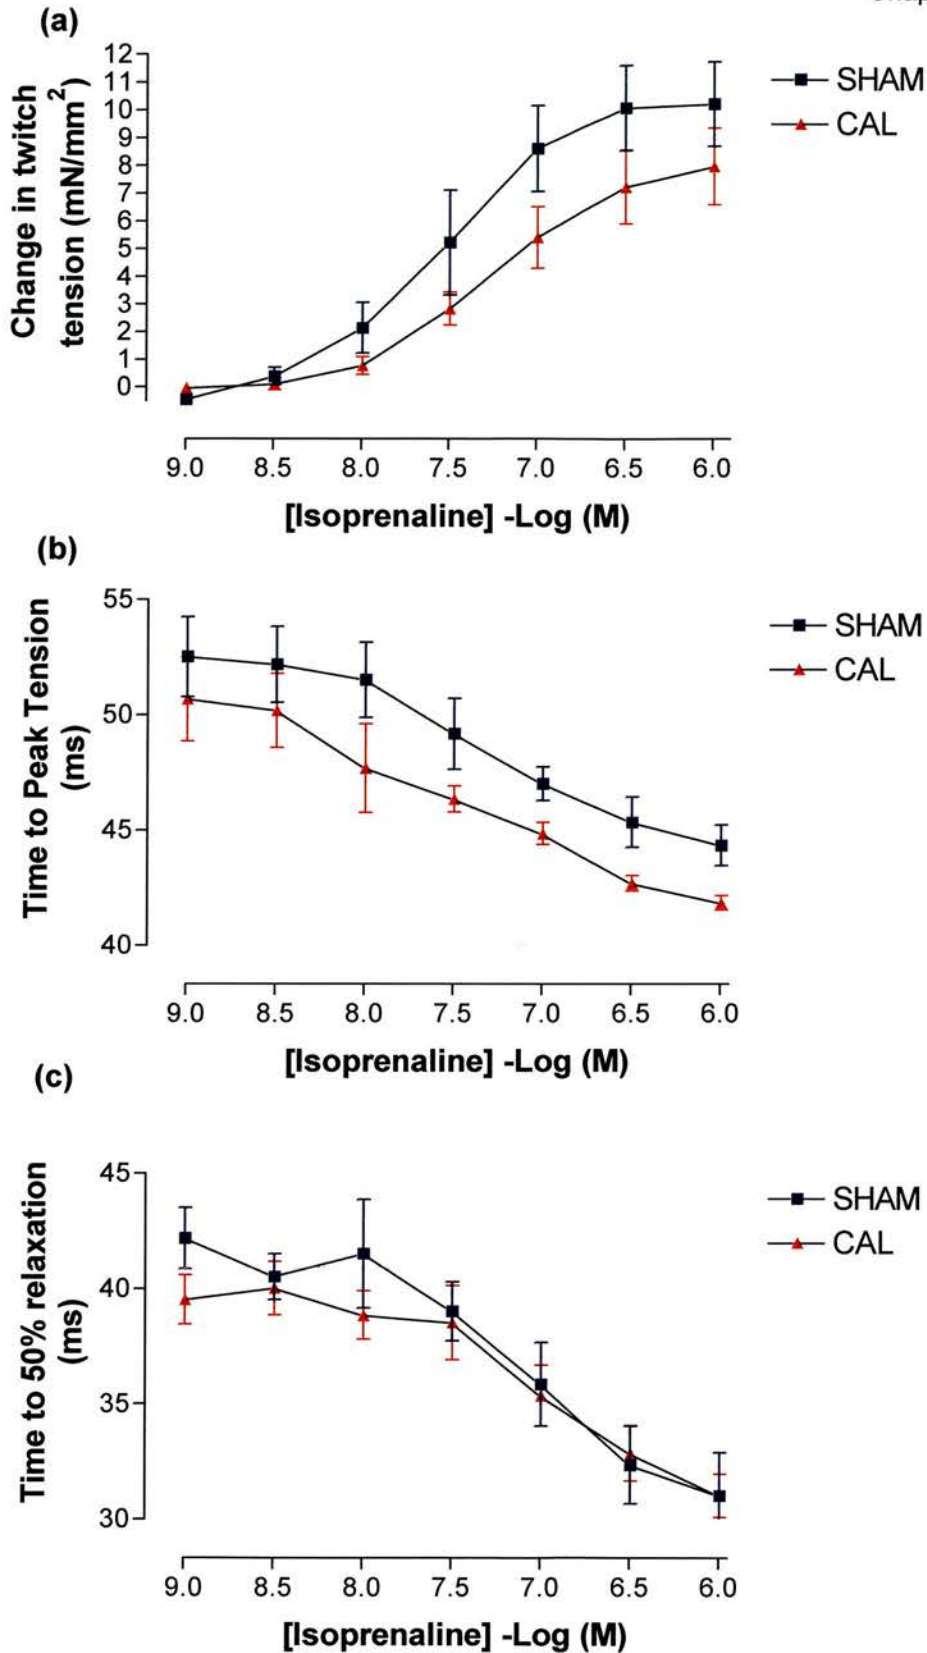 (a)
Change in twitch
tension (mN/mm²)
12
11
10
9
8
7
6
5
4
3
2
1
0
SHAM
CAL
9.0 8.5 8.0 7.5 7.0 6.5 6.0
[Isoprenaline] -Log (M)
(b)
Time to Peak Tension
(ms)
55
50
45
40
SHAM
CAL
9.0 8.5 8.0 7.5 7.0 6.5 6.0
[Isoprenaline] -Log (M)
(c)
Time to 50% relaxation
(ms)
45
40
35
30
SHAM
CAL
9.0 8.5 8.0 7.5 7.0 6.5 6.0
[Isoprenaline] -Log (M)